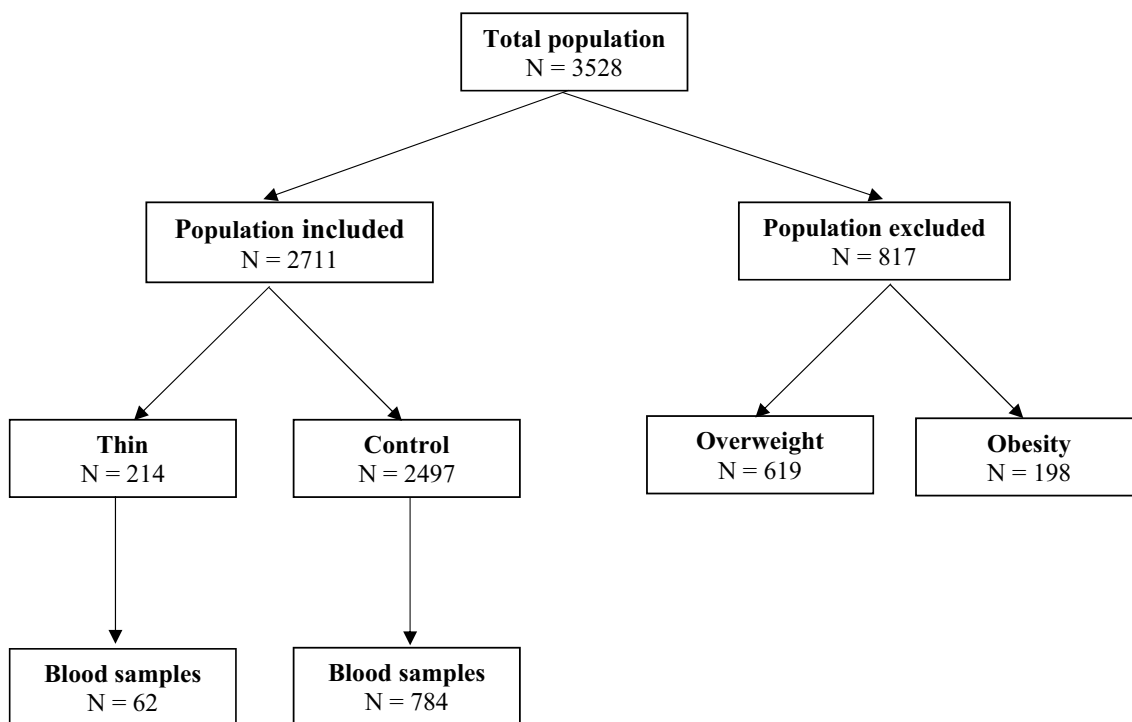 Total population
N = 3528
Population included
N = 2711
Population excluded
N = 817
Thin
N = 214
Control
N = 2497
Overweight
N = 619
Obesity
N = 198
Blood samples
N = 62
Blood samples
N = 784